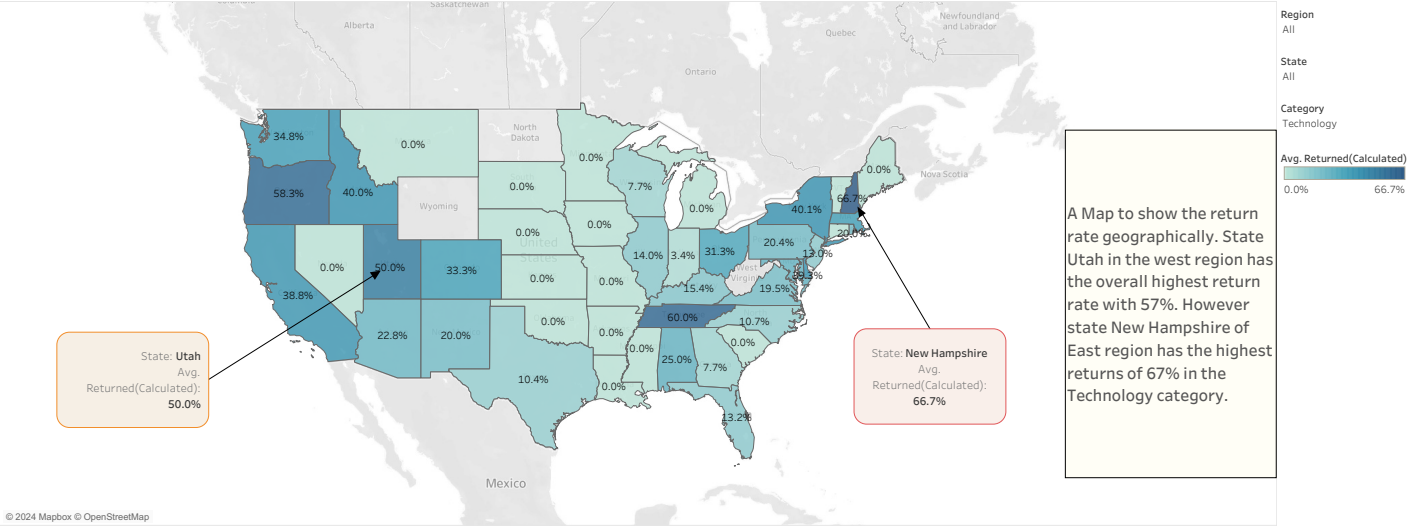 Saskatchewan
Alberta
Newfoundland
and Labrador
Quebec
Ontario
North
Dakota
Nova Scotia
Wyoming
United
States
West
Virginia
Mexico
34.8%
0.0%
0.0%
0.0%
58.3%
40.0%
0.0%
7.7%
0.0%
66.7%
40.1%
20.0%
0.0%
0.0%
0.0%
20.4%
13.0%
50.0%
33.3%
0.0%
0.0%
14.0%
3.4%
31.3%
19.5%
38.8%
15.4%
60.0%
10.7%
22.8%
20.0%
0.0%
0.0%
0.0%
0.0%
25.0%
7.7%
10.4%
0.0%
13.2%
State: Utah
Avg.
Returned(Calculated):
50.0%
State: New Hampshire
Avg.
Returned(Calculated):
66.7%
A Map to show the return
rate geographically. State
Utah in the west region has
the overall highest return
rate with 57%. However
state New Hampshire of
East region has the highest
returns of 67% in the
Technology category.
Region
All
State
All
Category
Technology
Avg. Returned(Calculated)
0.0% 66.7%
© 2024 Mapbox © OpenStreetMap